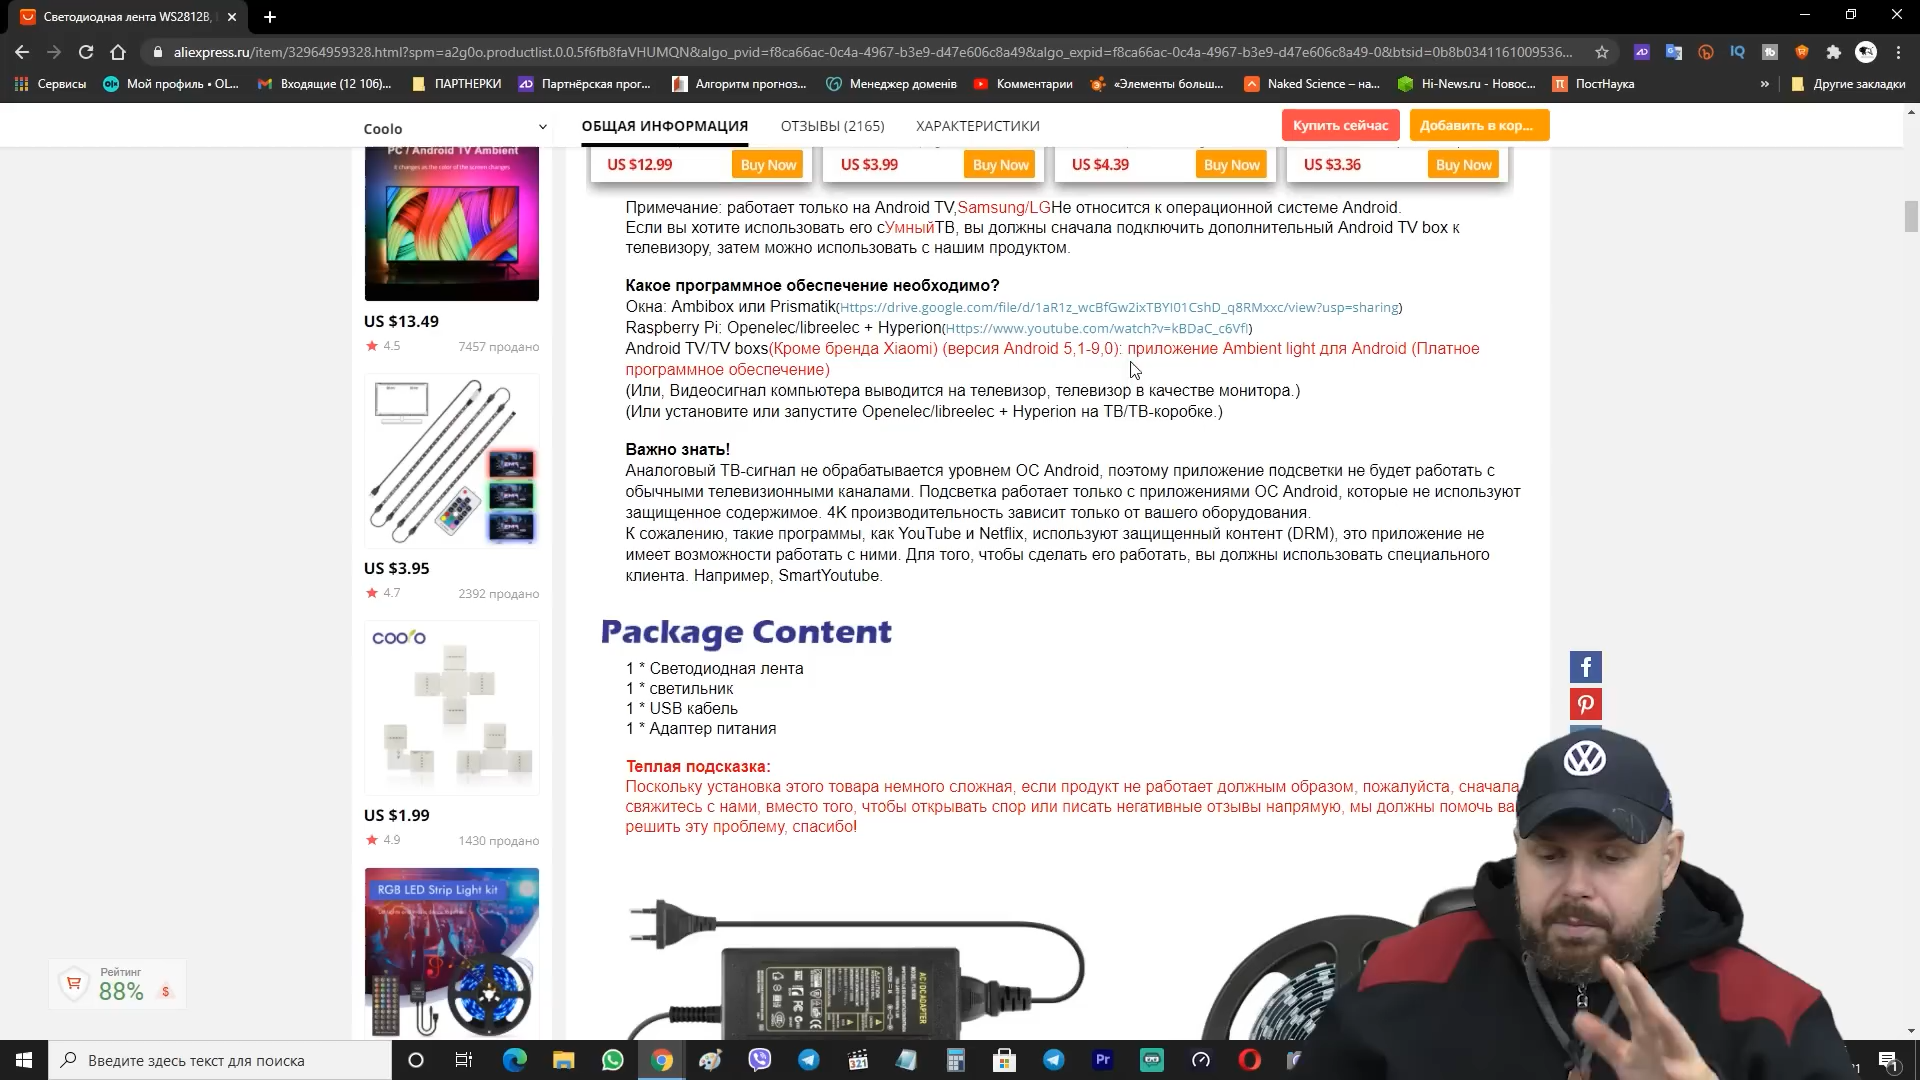 Светодиодная лента WS2812B,
aliexpress.ru/item/32964959328.html?spm=a2g0o.productlist.0.0.5f6fb8faVHUMQN&algo_pvid=f8ca66ac-0c4a-4967-b3e9-d47e606c8a49&algo_expid=f8ca66ac-0c4a-4967-b3e9-d47e606c8a49-0&btsid=0b8b0341161009536...
Сервисы
Мой профиль • OL...
Входящие (12 106)...
ПАРТНЕРКИ
Партнёрская прог...
Алгоритм прогноз...
Менеджер доменів
Комментарии
«Элементы больш...
Naked Science – на...
Hi-News.ru - Новос...
ПостНаука
»
Другие закладки
Coolo
ОБЩАЯ ИНФОРМАЦИЯ
ОТЗЫВЫ (2165)
ХАРАКТЕРИСТИКИ
Купить сейчас
Добавить в кор...
PC / Android TV Ambient
It changes as the color of the screen changes
US $13.49
4.5
7457 продано
US $3.95
4.7
2392 продано
COOLO
US $1.99
4.9
1430 продано
RGB LED Strip Light kit
US $12.99
Buy Now
US $3.99
Buy Now
US $4.39
Buy Now
US $3.36
Buy Now
Примечание: работает только на Android TV,Samsung/LGНе относится к операционной системе Android.
Если вы хотите использовать его сУмныйТВ, вы должны сначала подключить дополнительный Android TV box к
телевизору, затем можно использовать с нашим продуктом.
Какое программное обеспечение необходимо?
Окна: Ambibox или Prismatik(Https://drive.google.com/file/d/1aR1z_wcBfGw2ixTBYI01CshD_q8RMxxc/view?usp=sharing)
Raspberry Pi: Openelec/libreelec + Hyperion(Https://www.youtube.com/watch?v=kBDaC_c6VfI)
Android TV/TV boxs(Кроме бренда Xiaomi) (версия Android 5,1-9,0): приложение Ambient light для Android (Платное
программное обеспечение)
(Или, Видеосигнал компьютера выводится на телевизор, телевизор в качестве монитора.)
(Или установите или запустите Openelec/libreelec + Hyperion на ТВ/ТВ-коробке.)
Важно знать!
Аналоговый ТВ-сигнал не обрабатывается уровнем ОС Android, поэтому приложение подсветки не будет работать с
обычными телевизионными каналами. Подсветка работает только с приложениями ОС Android, которые не используют
защищенное содержимое. 4K производительность зависит только от вашего оборудования.
К сожалению, такие программы, как YouTube и Netflix, используют защищенный контент (DRM), это приложение не
имеет возможности работать с ними. Для того, чтобы сделать его работать, вы должны использовать специального
клиента. Например, SmartYoutube.
Package Content
1 * Светодиодная лента
1 * светильник
1 * USB кабель
1 * Адаптер питания
Теплая подсказка:
Поскольку установка этого товара немного сложная, если продукт не работает должным образом, пожалуйста, сначала
свяжитесь с нами, вместо того, чтобы открывать спор или писать негативные отзывы напрямую, мы должны помочь
решить эту проблему, спасибо!
AC/DC ADAPTER
Рейтинг
88%
$
Введите здесь текст для поиска